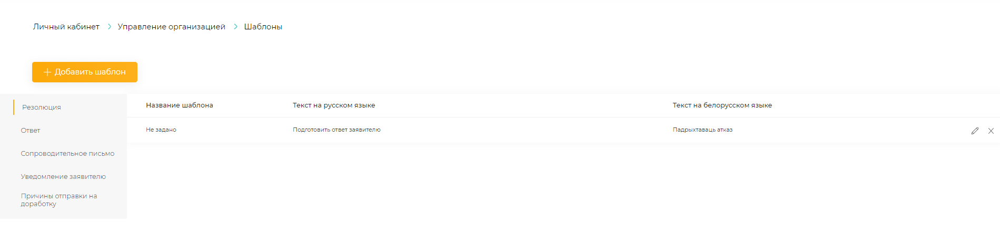 Личный кабинет > Управление организацией > Шаблоны
+ Добавить шаблон
Резолюция
Ответ
Сопроводительное письмо
Уведомление заявителю
Причины отправки на
доработку
Название шаблона Текст на русском языке Текст на белорусском языке
Не задано Подготовить ответ заявителю Падрыхтаваць атказ